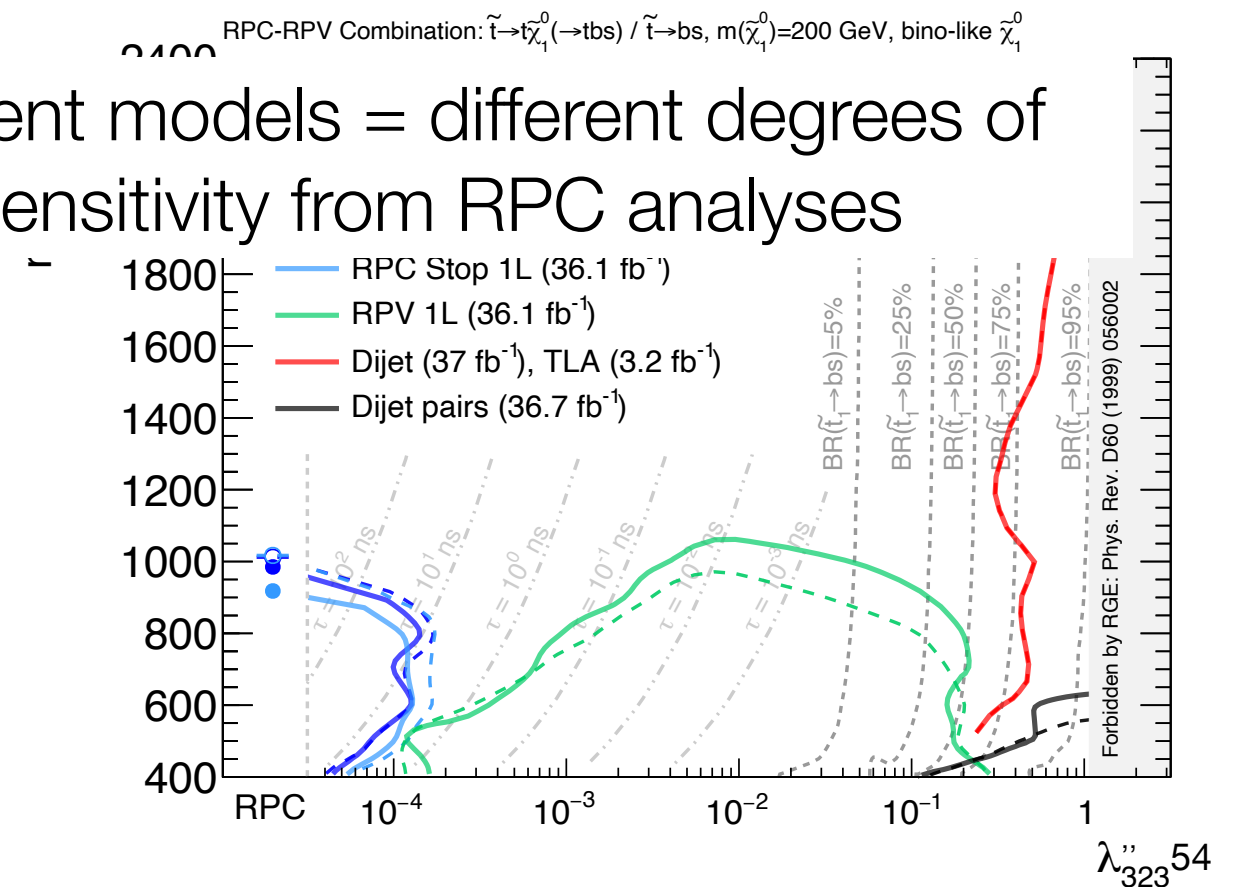 RPC-RPV Combination: t̃→tχ̃₁⁰(→tbs) / t̃→bs, m(χ̃₁⁰)=200 GeV, bino-like χ̃₁⁰
2400
ent models = different degrees of
ensitivity from RPC analyses
RPC Stop 1L (36.1 fb⁻¹)
RPV 1L (36.1 fb⁻¹)
Dijet (37 fb⁻¹), TLA (3.2 fb⁻¹)
Dijet pairs (36.7 fb⁻¹)
1800
1600
1400
1200
1000
800
600
400
BR(t̃₁→bs)=5%
BR(t̃₁→bs)=25%
BR(t̃₁→bs)=50%
BR(t̃₁→bs)=75%
BR(t̃₁→bs)=95%
Forbidden by RGE: Phys. Rev. D60 (1999) 056002
τ = 10² ns
τ = 10¹ ns
τ = 10⁰ ns
τ = 10⁻¹ ns
τ = 10⁻² ns
τ = 10⁻³ ns
RPC 10⁻⁴ 10⁻³ 10⁻² 10⁻¹ 1
λ''₃₂₃ 54